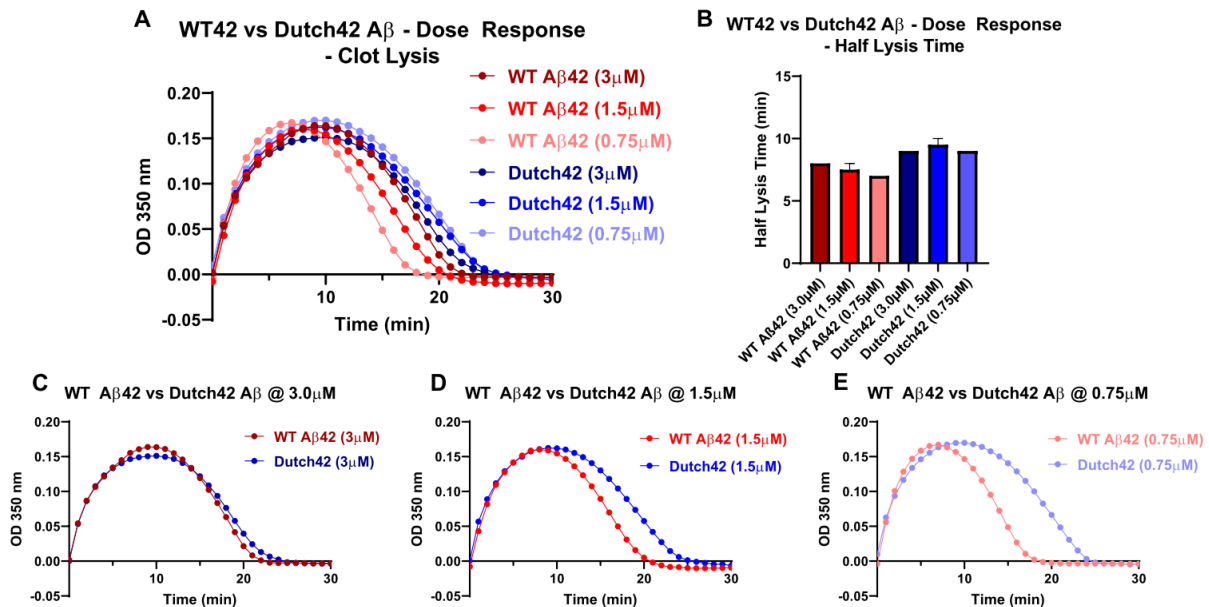 A
WT42 vs Dutch42 Aβ - Dose Response
- Clot Lysis
WT Aβ42 (3μM)
WT Aβ42 (1.5μM)
WT Aβ42 (0.75μM)
Dutch42 (3μM)
Dutch42 (1.5μM)
Dutch42 (0.75μM)
OD 350 nm
0.20
0.15
0.10
0.05
0.00
-0.05
10
20
30
Time (min)
B
WT42 vs Dutch42 Aβ - Dose Response
- Half Lysis Time
Half Lysis Time (min)
15
10
5
0
WT Aß42 (3.0μM)
WT Aß42 (1.5μM)
WT Aß42 (0.75μM)
Dutch42 (3.0μM)
Dutch42 (1.5μM)
Dutch42 (0.75μM)
C
WT Aβ42 vs Dutch42 Aβ @ 3.0μM
WT Aβ42 (3μM)
Dutch42 (3μM)
OD 350 nm
0.20
0.15
0.10
0.05
0.00
-0.05
10
20
30
Time (min)
D
WT Aβ42 vs Dutch42 Aβ @ 1.5μM
WT Aβ42 (1.5μM)
Dutch42 (1.5μM)
OD 350 nm
0.20
0.15
0.10
0.05
0.00
-0.05
10
20
30
Time (min)
E
WT Aβ42 vs Dutch42 Aβ @ 0.75μM
WT Aβ42 (0.75μM)
Dutch42 (0.75μM)
OD 350 nm
0.20
0.15
0.10
0.05
0.00
-0.05
10
20
30
Time (min)